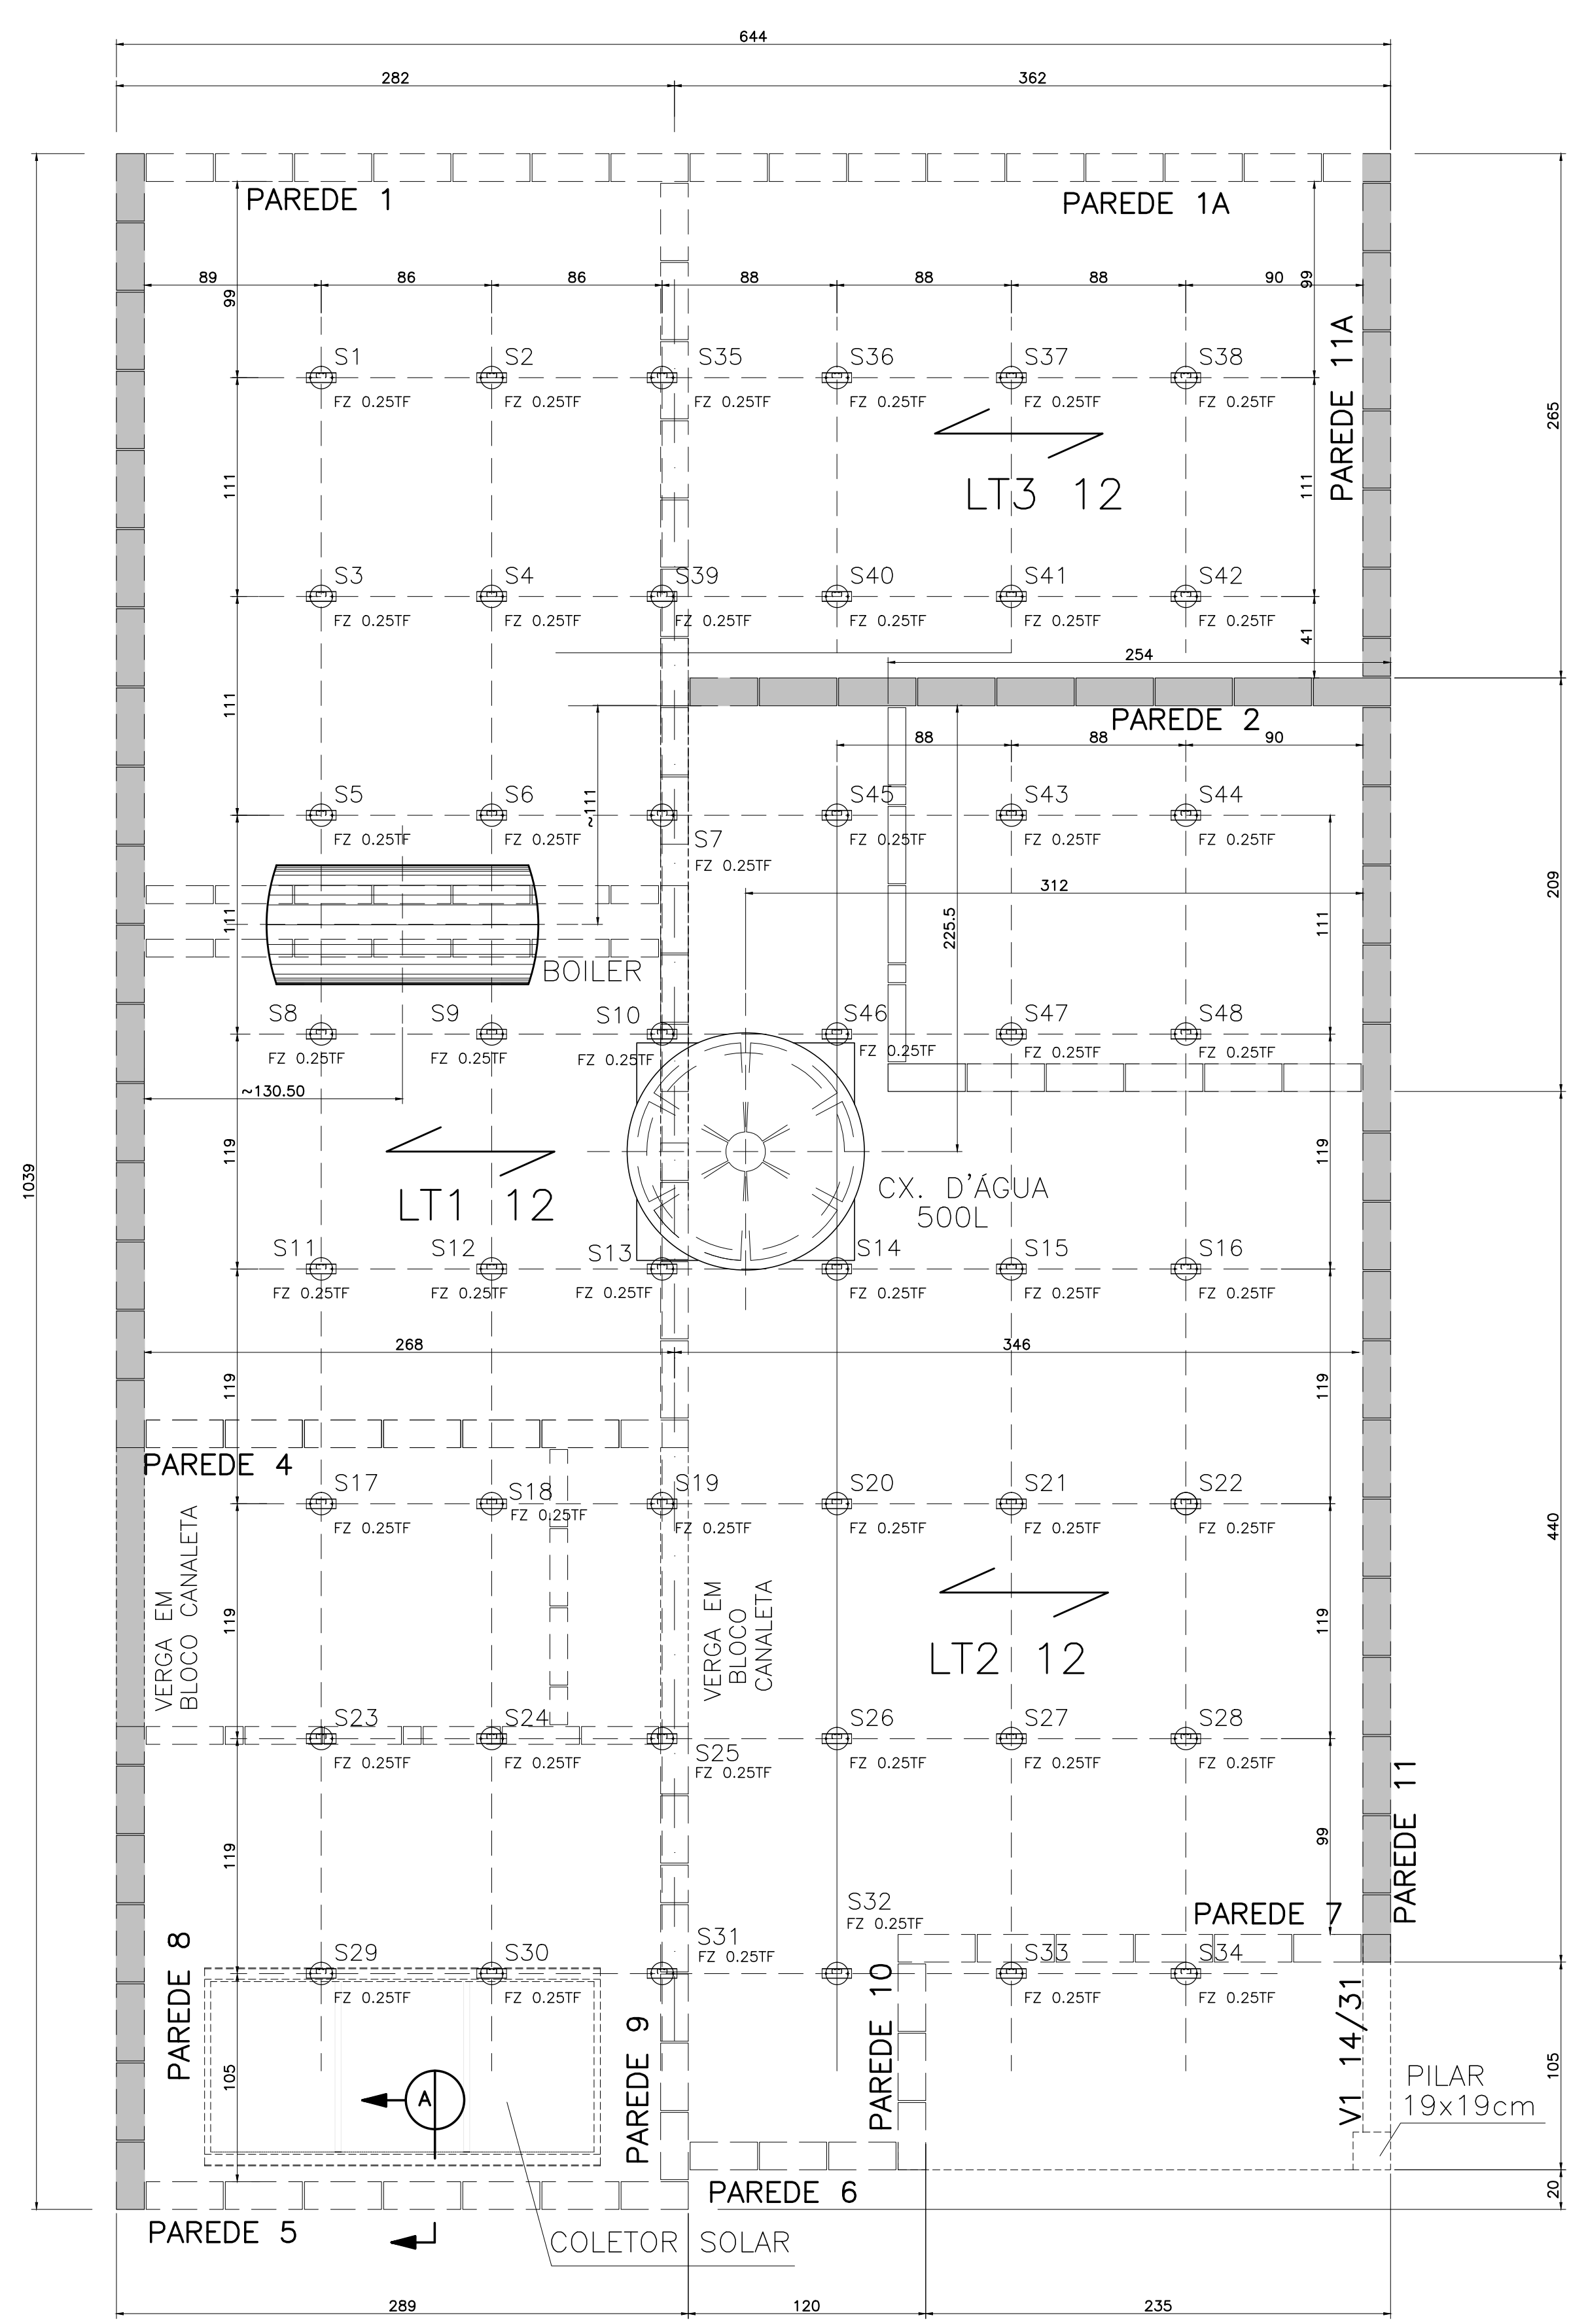 644
282
362
PAREDE 1
PAREDE 1A
89
86
86
88
88
88
90
99
99
S1
S2
S35
S36
S37
S38
FZ 0.25TF
FZ 0.25TF
FZ 0.25TF
FZ 0.25TF
FZ 0.25TF
FZ 0.25TF
PAREDE 11A
265
111
111
LT3 12
S3
S4
S39
S40
S41
S42
FZ 0.25TF
FZ 0.25TF
FZ 0.25TF
FZ 0.25TF
FZ 0.25TF
FZ 0.25TF
41
254
111
PAREDE 2
88
88
90
S5
S6
S45
S43
S44
~111
FZ 0.25TF
FZ 0.25TF
S7
FZ 0.25TF
FZ 0.25TF
FZ 0.25TF
FZ 0.25TF
209
312
111
225.5
111
BOILER
S8
S9
S10
S46
S47
S48
FZ 0.25TF
FZ 0.25TF
FZ 0.25TF
FZ 0.25TF
FZ 0.25TF
FZ 0.25TF
~130.50
1039
119
119
LT1 12
CX. D'ÁGUA
500L
S11
S12
S13
S14
S15
S16
FZ 0.25TF
FZ 0.25TF
FZ 0.25TF
FZ 0.25TF
FZ 0.25TF
FZ 0.25TF
268
346
119
119
PAREDE 4
S17
S18
S19
S20
S21
S22
FZ 0.25TF
FZ 0.25TF
FZ 0.25TF
FZ 0.25TF
FZ 0.25TF
FZ 0.25TF
440
VERGA EM
BLOCO CANALETA
119
VERGA EM
BLOCO
CANALETA
119
LT2 12
S23
S24
S25
S26
S27
S28
FZ 0.25TF
FZ 0.25TF
FZ 0.25TF
FZ 0.25TF
FZ 0.25TF
FZ 0.25TF
119
99
PAREDE 11
PAREDE 7
S32
FZ 0.25TF
S29
S30
S31
S33
S34
FZ 0.25TF
FZ 0.25TF
FZ 0.25TF
FZ 0.25TF
FZ 0.25TF
PAREDE 8
PAREDE 9
PAREDE 10
V1 14/31
105
105
A
PILAR
19x19cm
PAREDE 6
20
PAREDE 5
COLETOR SOLAR
289
120
235